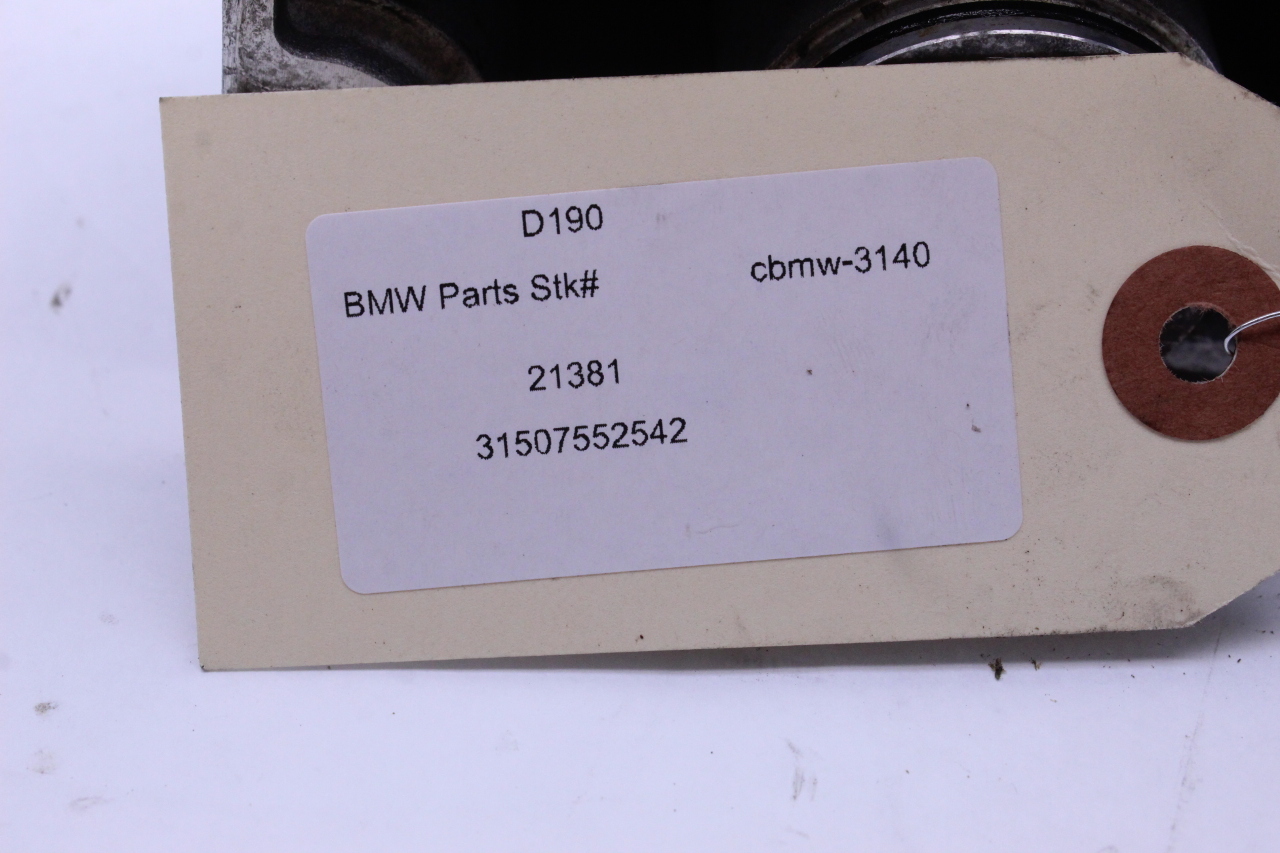 D190
BMW Parts Stk# cbmw-3140
21381
31507552542